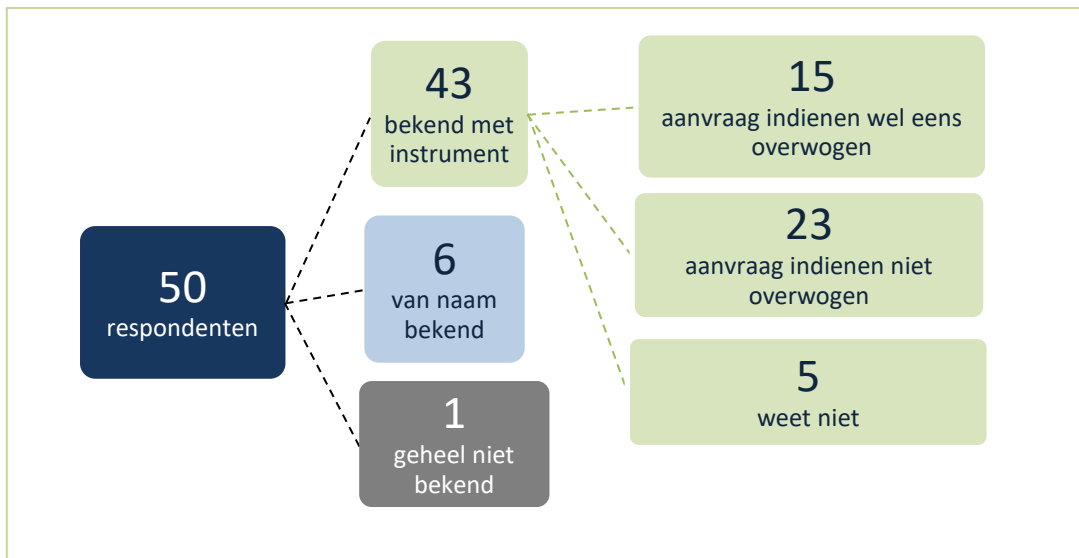 50
respondenten
43
bekend met
instrument
6
van naam
bekend
1
geheel niet
bekend
15
aanvraag indienen wel eens
overwogen
23
aanvraag indienen niet
overwogen
5
weet niet